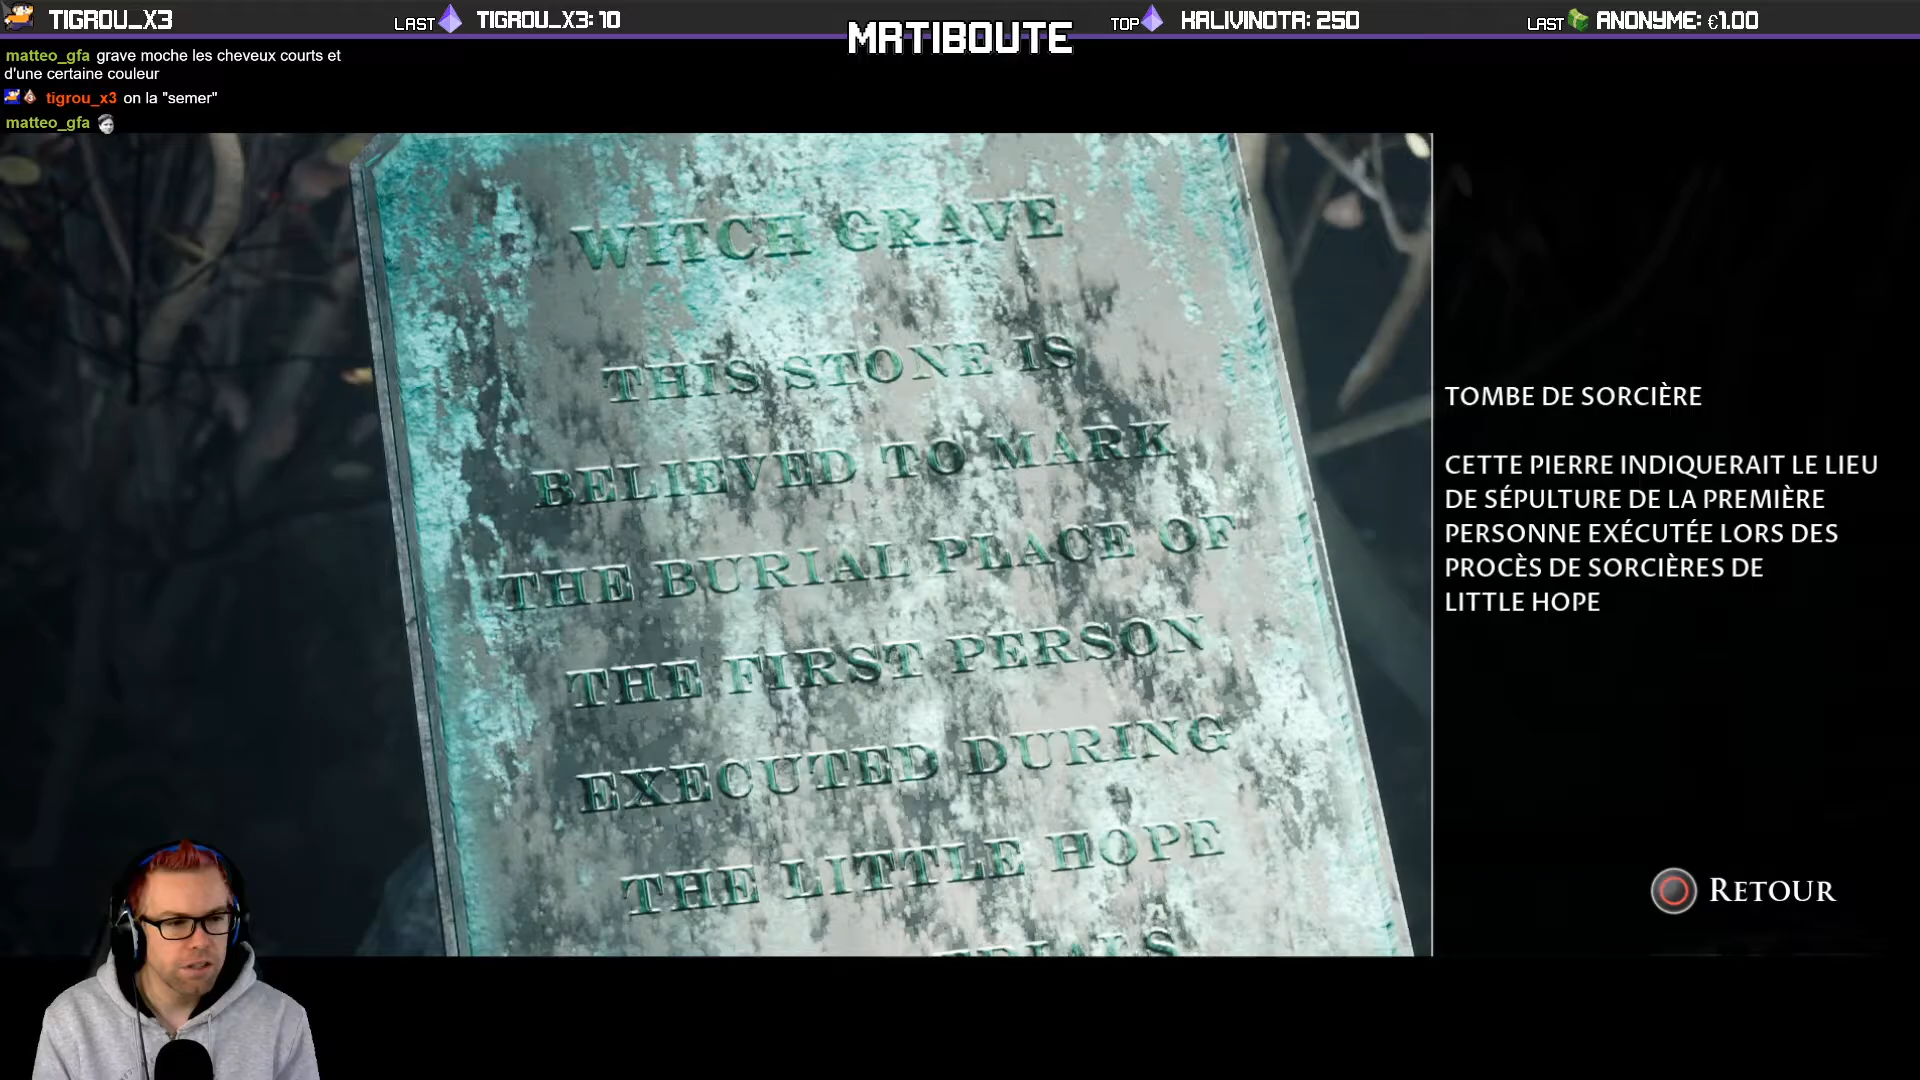 TIGROU_X3
LAST TIGROU_X3: 10
MATIBOUTE
TOP KALIVINOTA: 250
LAST ANONYME: €1.00
matteo_gfa grave moche les cheveux courts et
d'une certaine couleur
tigrou_x3 on la "semer"
matteo_gfa
WITCH GRAVE
THIS STONE IS
BELIEVED TO MARK
THE BURIAL PLACE OF
THE FIRST PERSON
EXECUTED DURING
THE LITTLE HOPE
TRIALS
TOMBE DE SORCIÈRE
CETTE PIERRE INDIQUERAIT LE LIEU
DE SÉPULTURE DE LA PREMIÈRE
PERSONNE EXÉCUTÉE LORS DES
PROCÈS DE SORCIÈRES DE
LITTLE HOPE
RETOUR